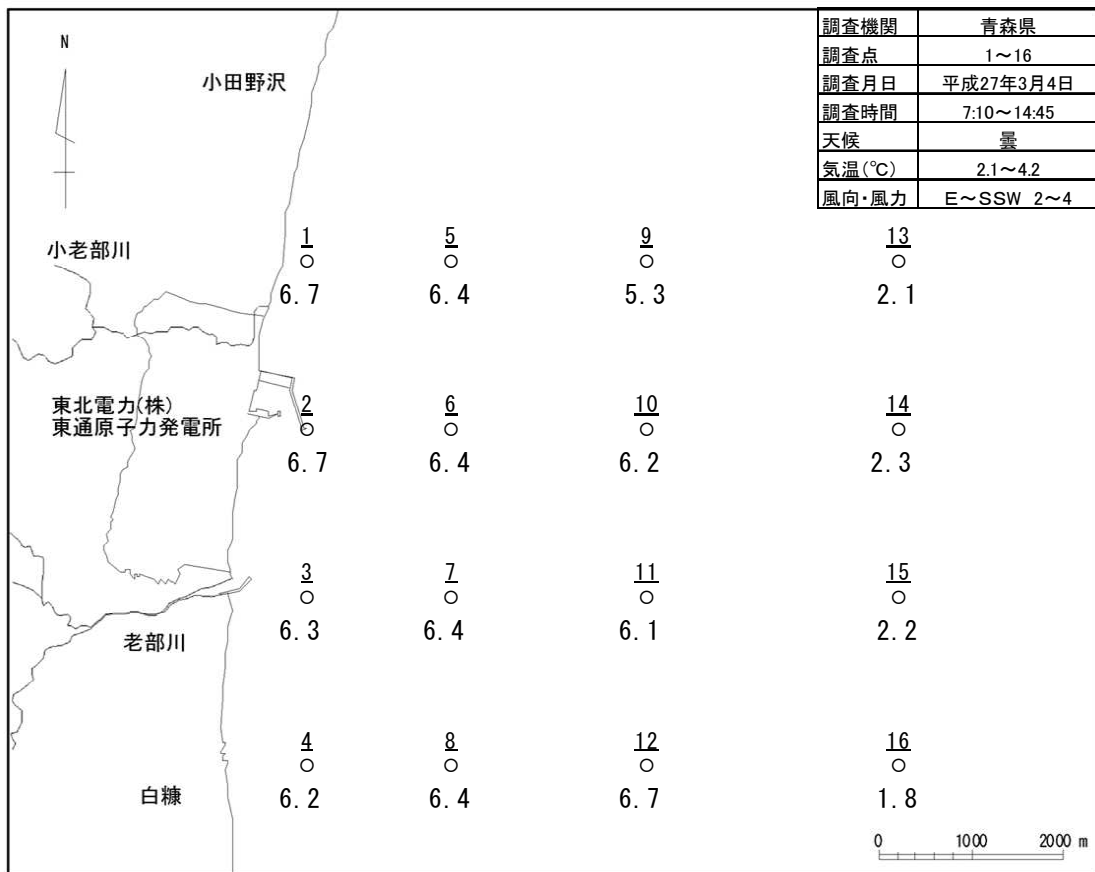 調査機関 青森県
調査点 1~16
調査月日 平成27年3月4日
調査時間 7:10~14:45
天候 曇
気温(℃) 2.1~4.2
風向・風力 E~SSW 2~4
N
小田野沢
小老部川
1 5 9 13
6.7 6.4 5.3 2.1
東北電力(株)
東通原子力発電所
2 6 10 14
6.7 6.4 6.2 2.3
3 7 11 15
6.3 6.4 6.1 2.2
老部川
4 8 12 16
6.2 6.4 6.7 1.8
白糠
0 1000 2000 m